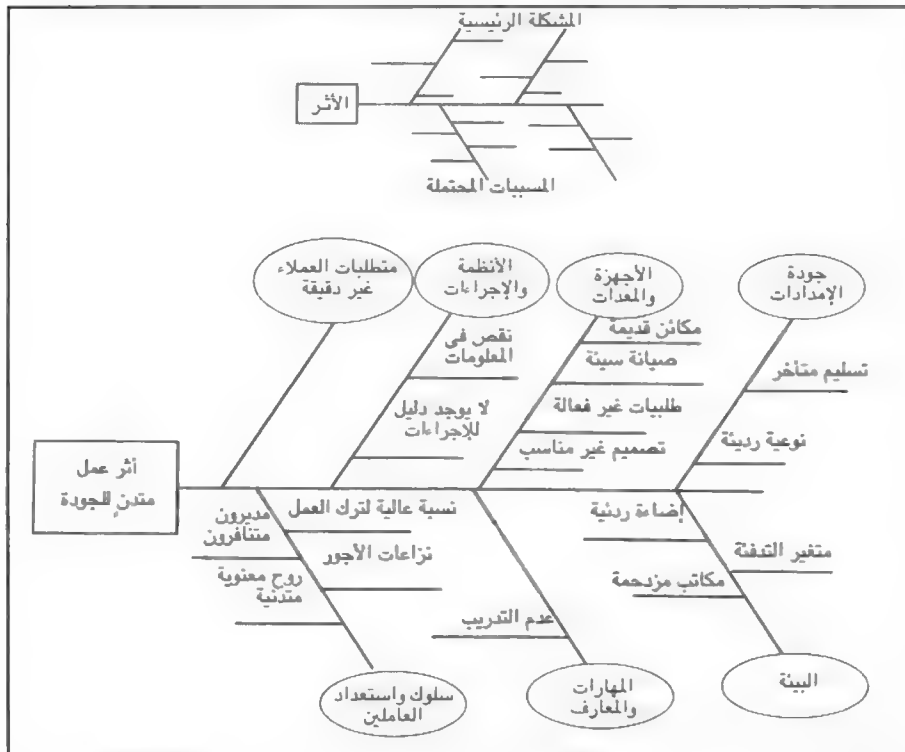 المشكلة الرئيسية
الأثر
المسببات المحتملة
جودة
الإمدادات
الأجهزة
والمعدات
الأنظمة
والإجراءات
متطلبات العملاء
غير دقيقة
تسليم متأخر
نوعية رديئة
مكائن قديمة
صيانة سيئة
طلبيات غير فعالة
تصميم غير مناسب
نقص في
المعلومات
لا يوجد دليل
للإجراءات
أثر عمل
متدنٍ للجودة
إضاءة ردئية
متغير التدفئة
مكاتب مزدحمة
عدم التدريب
نسبة عالية لترك العمل
نزاعات الأجور
مديرون
متنافرون
روح معنوية
متدنية
البيئة
المهارات
والمعارف
سلوك واستعداد
العاملين